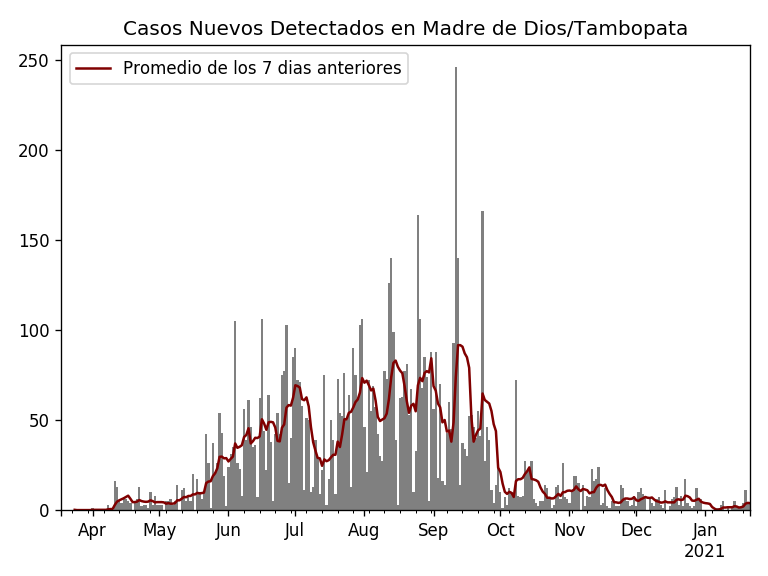 Casos Nuevos Detectados en Madre de Dios/Tambopata
Promedio de los 7 dias anteriores
250
200
150
100
50
0
Apr May Jun Jul Aug Sep Oct Nov Dec Jan
2021